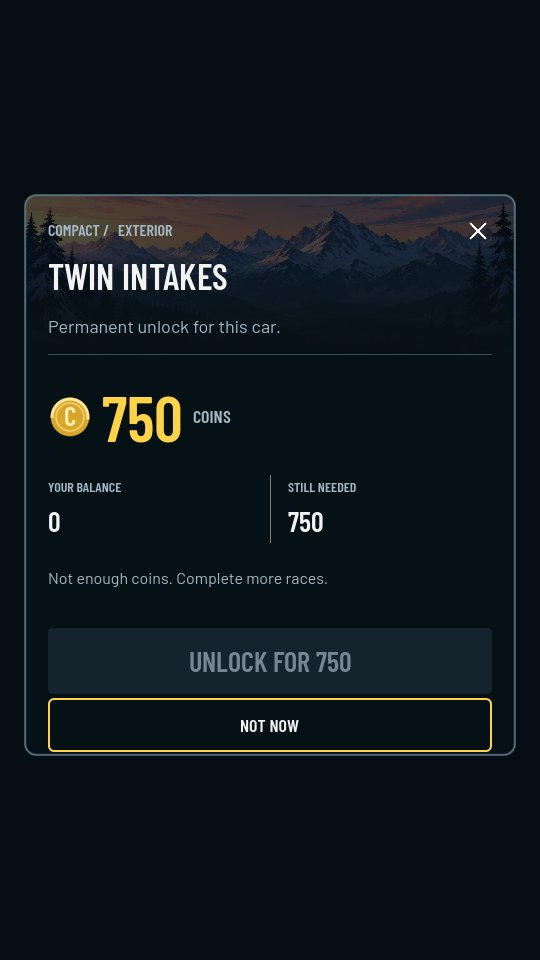 COMPACT / EXTERIOR
TWIN INTAKES
Permanent unlock for this car.
C 750 COINS
YOUR BALANCE
0
STILL NEEDED
750
Not enough coins. Complete more races.
UNLOCK FOR 750
NOT NOW